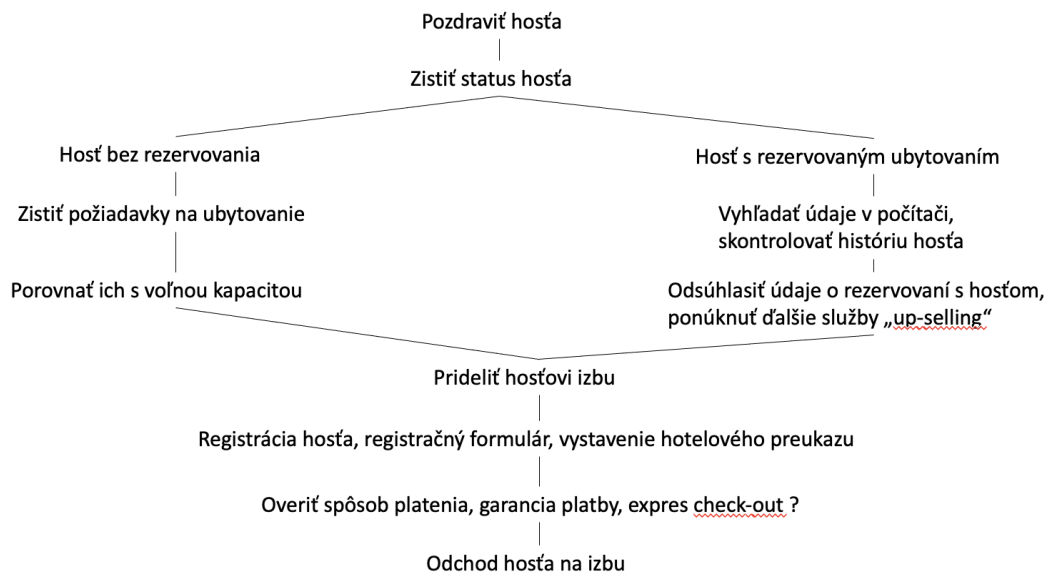 Pozdraviť hosťa
Zistiť status hosťa
Hosť bez rezervovania
Hosť s rezervovaným ubytovaním
Zistiť požiadavky na ubytovanie
Vyhľadať údaje v počítači,
skontrolovať históriu hosťa
Porovnať ich s voľnou kapacitou
Odsúhlasiť údaje o rezervovaní s hosťom,
ponúknuť ďalšie služby „up-selling“
Prideliť hosťovi izbu
Registrácia hosťa, registračný formulár, vystavenie hotelového preukazu
Overiť spôsob platenia, garancia platby, expres check-out ?
Odchod hosťa na izbu